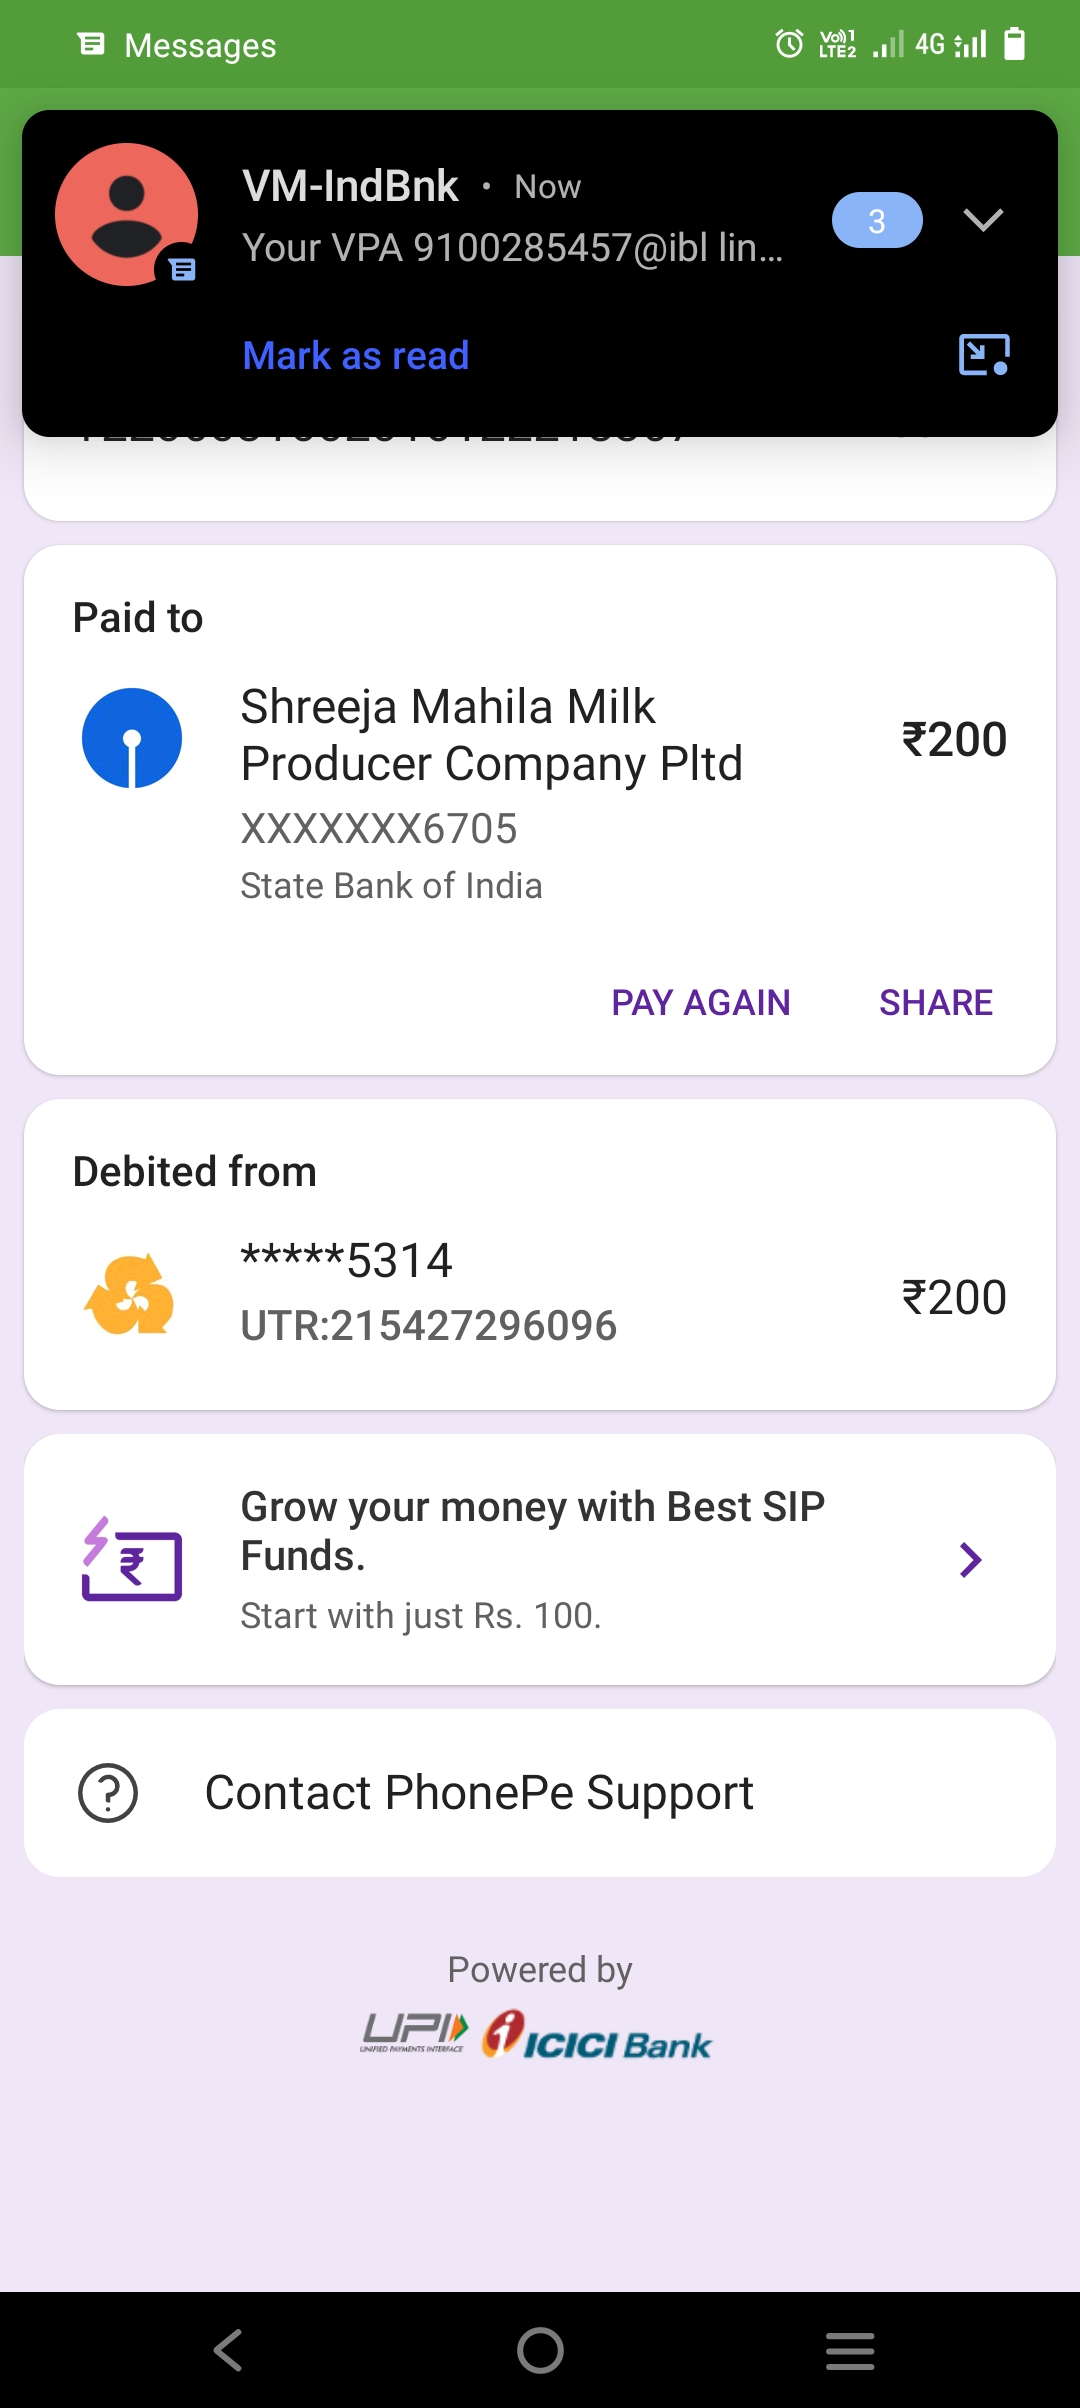 Messages
Vo)) 1
LTE2
4G
VM-IndBnk • Now
Your VPA 9100285457@ibl lin...
3
Mark as read
Paid to
Shreeja Mahila Milk
Producer Company Pltd
₹200
XXXXXXX6705
State Bank of India
PAY AGAIN SHARE
Debited from
*****5314
₹200
UTR:215427296096
Grow your money with Best SIP
Funds.
Start with just Rs. 100.
Contact PhonePe Support
Powered by
UPI
UNIFIED PAYMENTS INTERFACE
ICICI Bank